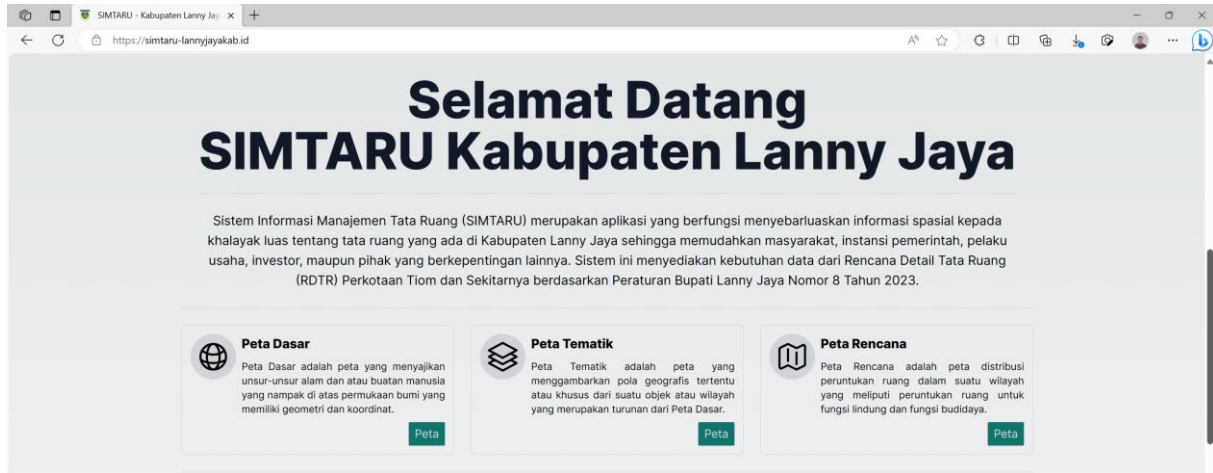 SIMTARU - Kabupaten Lanny Jay
https://simtaru-lannyjayakab.id
Selamat Datang
SIMTARU Kabupaten Lanny Jaya
Sistem Informasi Manajemen Tata Ruang (SIMTARU) merupakan aplikasi yang berfungsi menyebarluaskan informasi spasial kepada
khalayak luas tentang tata ruang yang ada di Kabupaten Lanny Jaya sehingga memudahkan masyarakat, instansi pemerintah, pelaku
usaha, investor, maupun pihak yang berkepentingan lainnya. Sistem ini menyediakan kebutuhan data dari Rencana Detail Tata Ruang
(RDTR) Perkotaan Tiom dan Sekitarnya berdasarkan Peraturan Bupati Lanny Jaya Nomor 8 Tahun 2023.
Peta Dasar
Peta Dasar adalah peta yang menyajikan
unsur-unsur alam dan atau buatan manusia
yang nampak di atas permukaan bumi yang
memiliki geometri dan koordinat.
Peta
Peta Tematik
Peta Tematik adalah peta yang
menggambarkan pola geografis tertentu
atau khusus dari suatu objek atau wilayah
yang merupakan turunan dari Peta Dasar.
Peta
Peta Rencana
Peta Rencana adalah peta distribusi
peruntukan ruang dalam suatu wilayah
yang meliputi peruntukan ruang untuk
fungsi lindung dan fungsi budidaya.
Peta